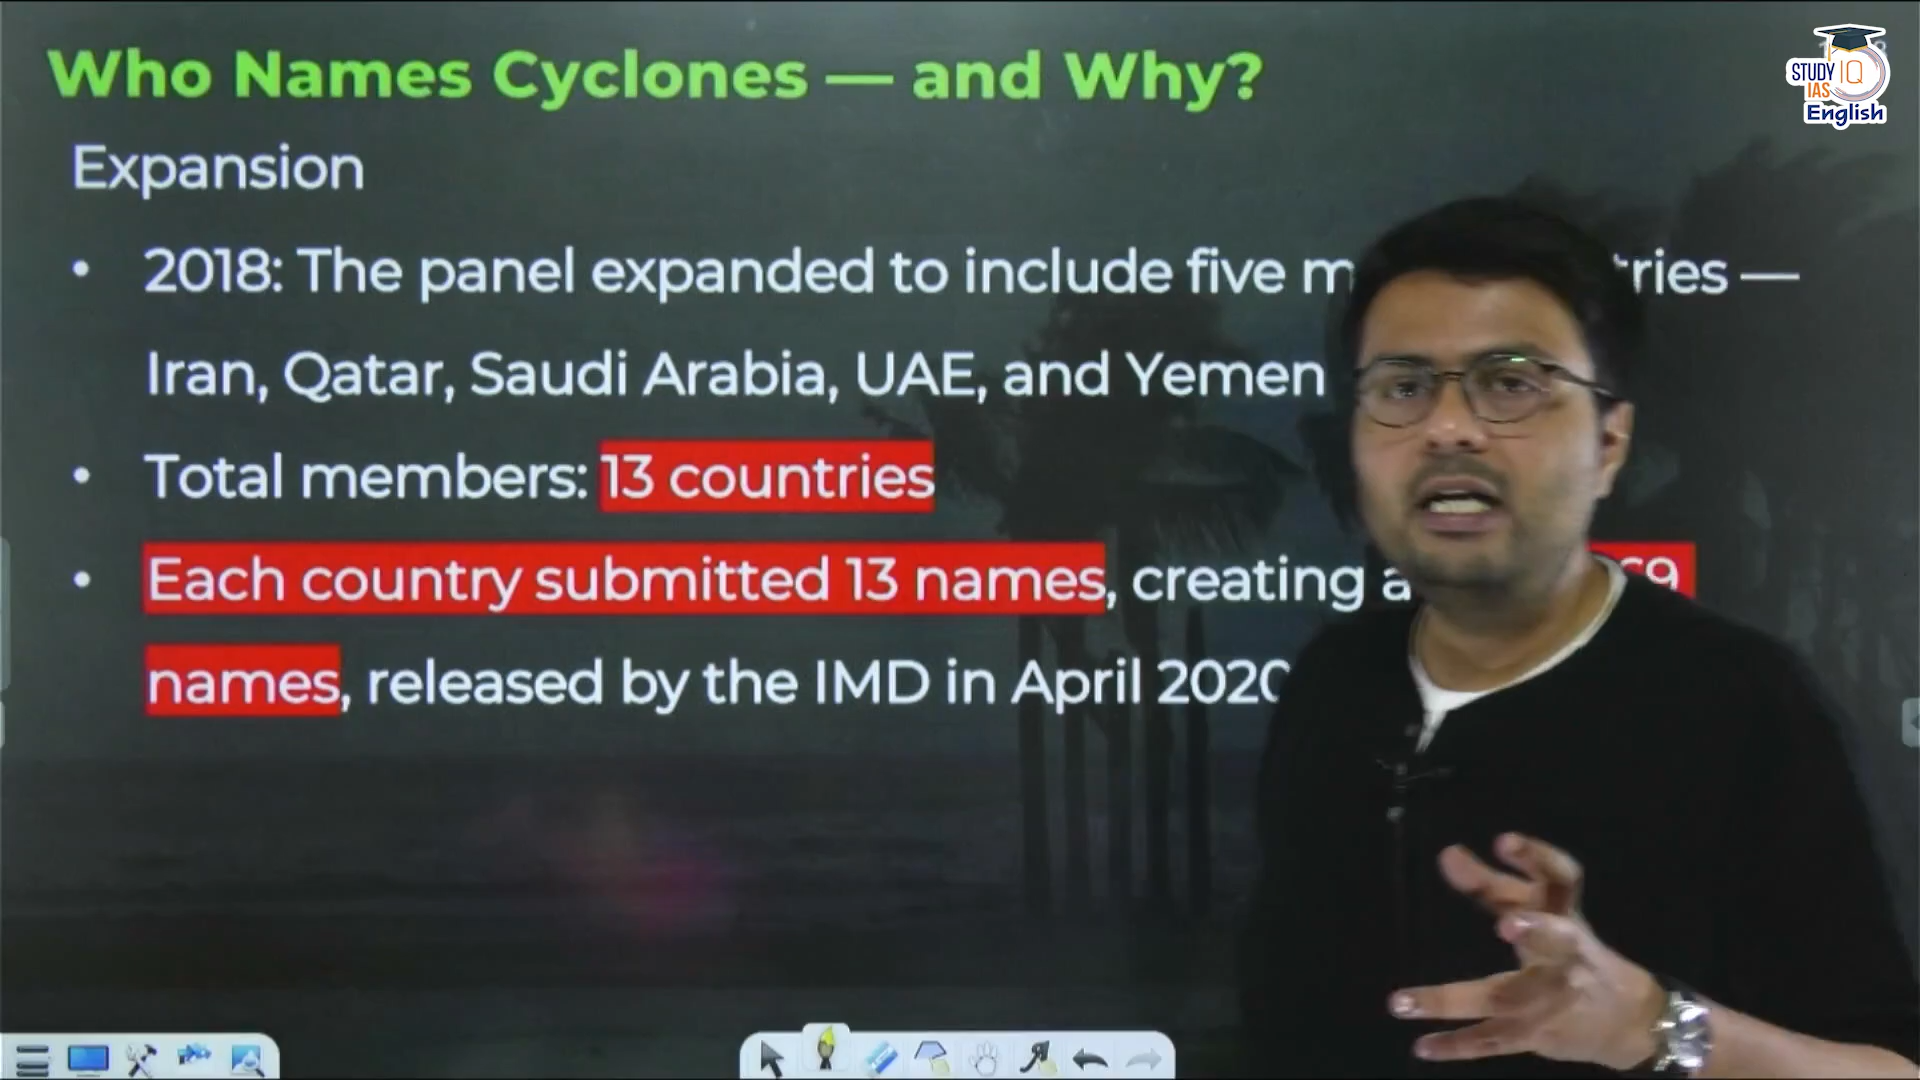 Who Names Cyclones — and Why?
STUDY IQ
IAS
English
Expansion
• 2018: The panel expanded to include five —
Iran, Qatar, Saudi Arabia, UAE, and Yemen
• Total members: 13 countries
• Each country submitted 13 names, creating
names, released by the IMD in April 2020